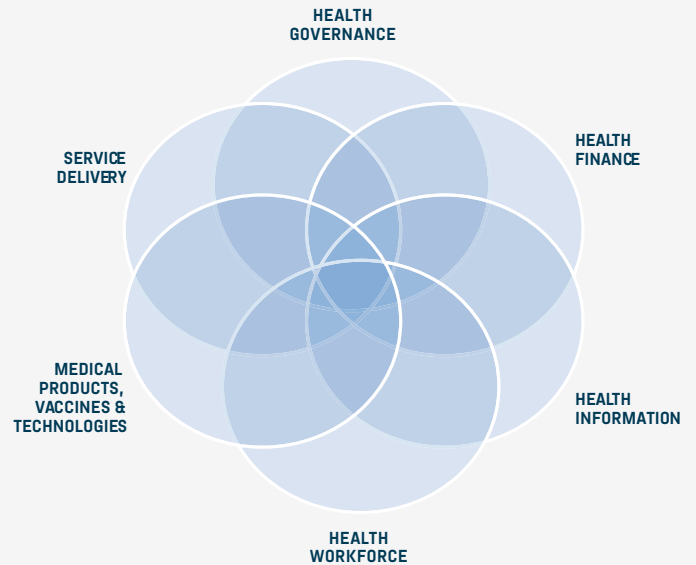 HEALTH
GOVERNANCE
HEALTH
FINANCE
SERVICE
DELIVERY
MEDICAL
PRODUCTS,
VACCINES &
TECHNOLOGIES
HEALTH
INFORMATION
HEALTH
WORKFORCE